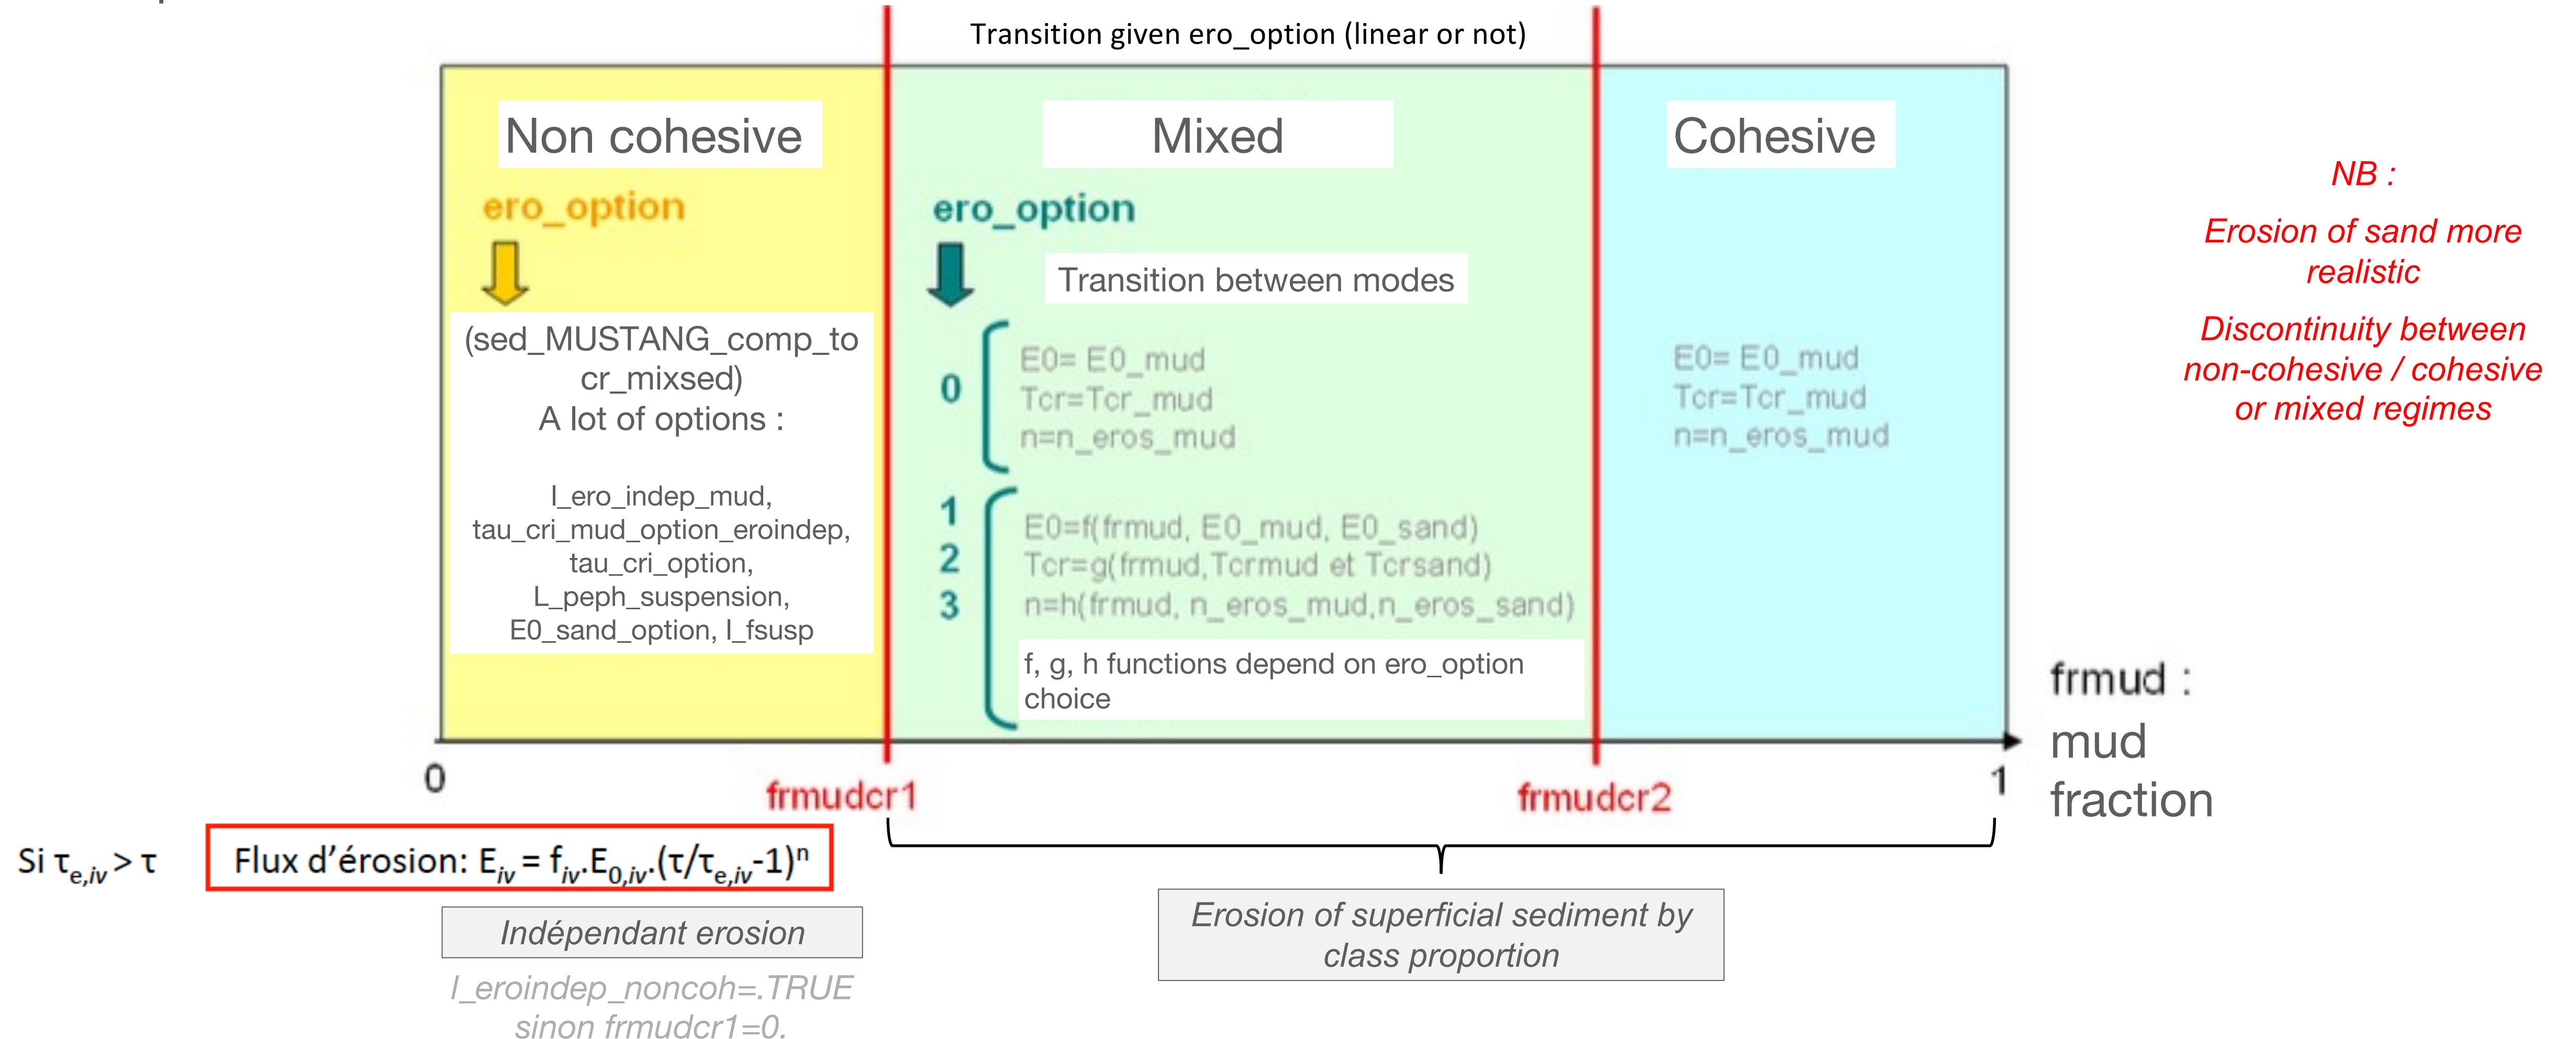 Transition given ero_option (linear or not)
Non cohesive
ero_option
(sed_MUSTANG_comp_to
cr_mixsed)
A lot of options :
l_ero_indep_mud,
tau_cri_mud_option_eroindep,
tau_cri_option,
L_peph_suspension,
E0_sand_option, l_fsusp
Mixed
ero_option
Transition between modes
0
E0= E0_mud
Tcr=Tcr_mud
n=n_eros_mud
1
2
3
E0=f(frmud, E0_mud, E0_sand)
Tcr=g(frmud,Tcrmud et Tcrsand)
n=h(frmud, n_eros_mud,n_eros_sand)
f, g, h functions depend on ero_option
choice
Cohesive
E0= E0_mud
Tcr=Tcr_mud
n=n_eros_mud
NB :
Erosion of sand more
realistic
Discontinuity between
non-cohesive / cohesive
or mixed regimes
frmud :
mud
fraction
0
frmudcr1
frmudcr2
1
Si τe,iv > τ
Flux d’érosion: Eiv = fiv.E0,iv.(τ/τe,iv-1)ⁿ
Indépendant erosion
l_eroindep_noncoh=.TRUE
sinon frmudcr1=0.
Erosion of superficial sediment by
class proportion